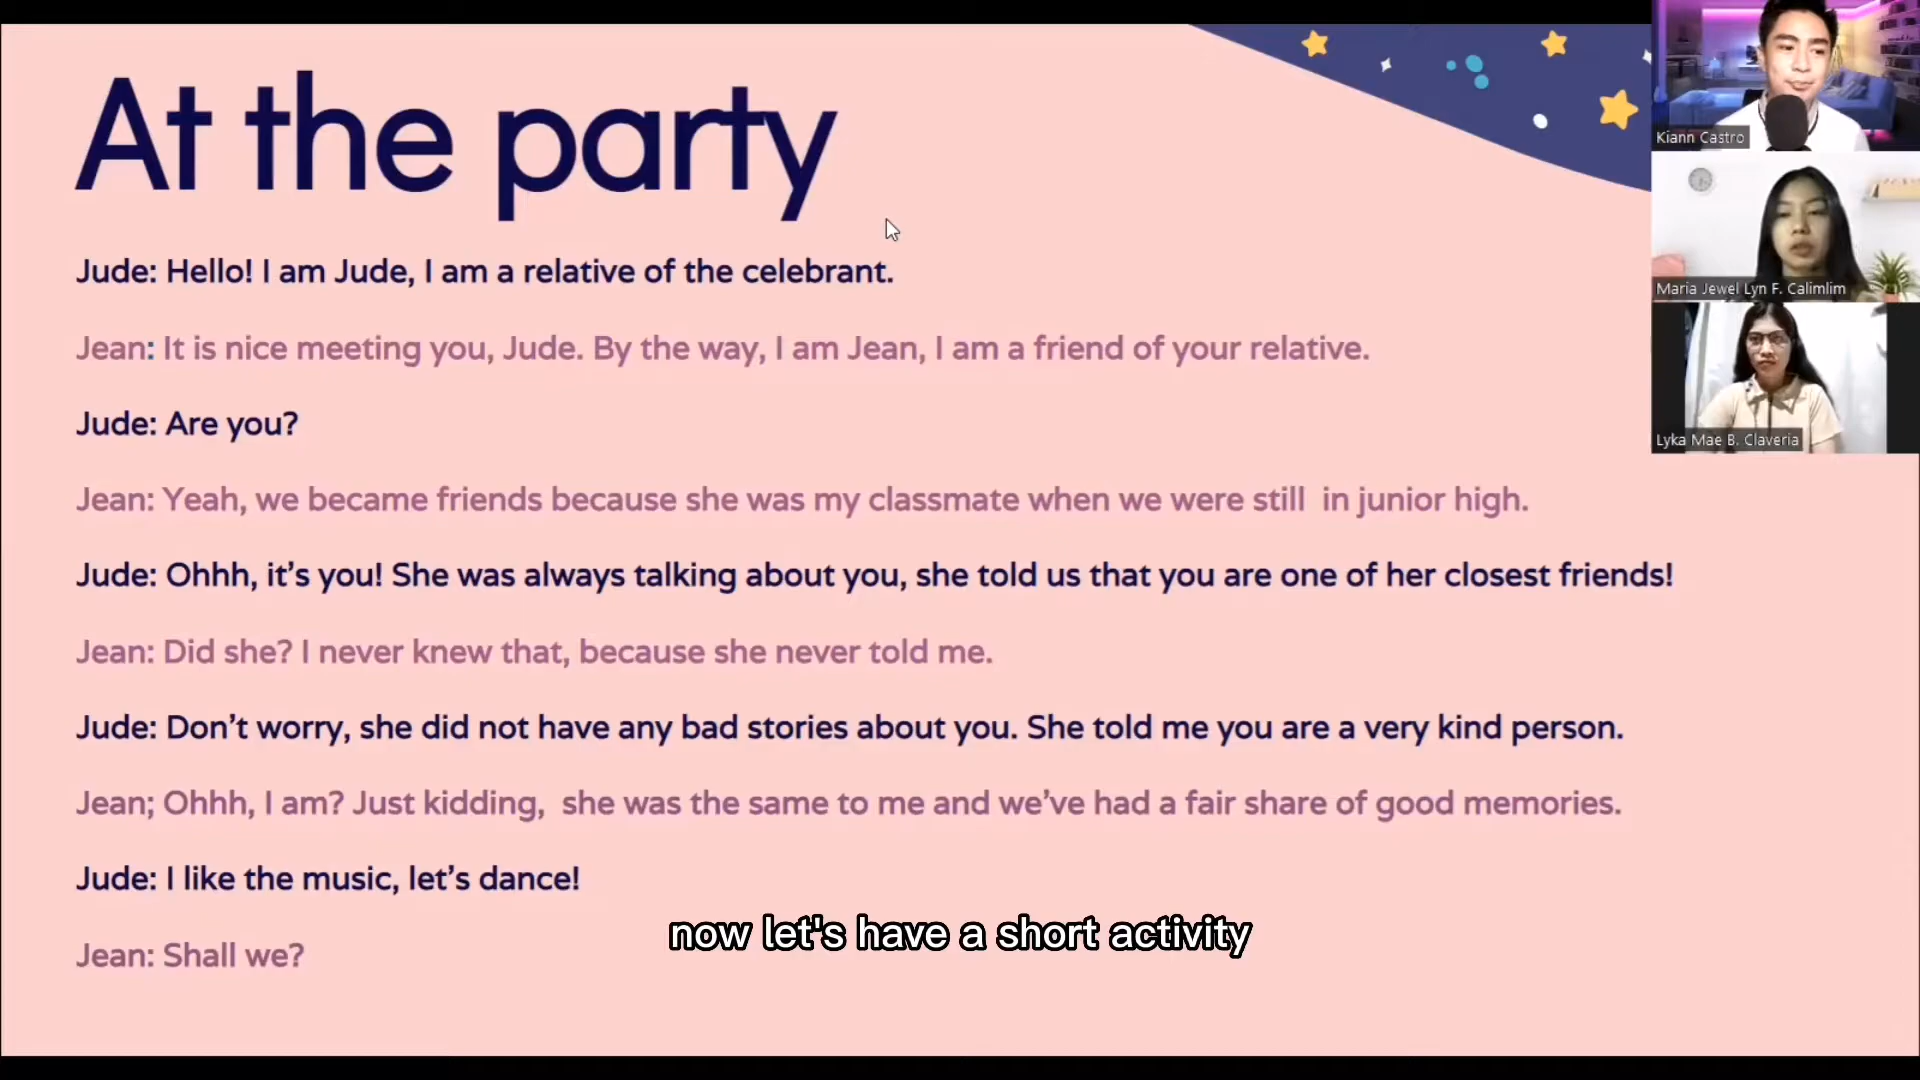 At the party
Jude: Hello! I am Jude, I am a relative of the celebrant.
Jean: It is nice meeting you, Jude. By the way, I am Jean, I am a friend of your relative.
Jude: Are you?
Jean: Yeah, we became friends because she was my classmate when we were still  in junior high.
Jude: Ohhh, it's you! She was always talking about you, she told us that you are one of her closest friends!
Jean: Did she? I never knew that, because she never told me.
Jude: Don't worry, she did not have any bad stories about you. She told me you are a very kind person.
Jean; Ohhh, I am? Just kidding,  she was the same to me and we've had a fair share of good memories.
Jude: I like the music, let's dance!
Jean: Shall we?
now let's have a short activity
Kiann Castro
Maria Jewel Lyn F. Calimlim
Lyka Mae B. Claveria